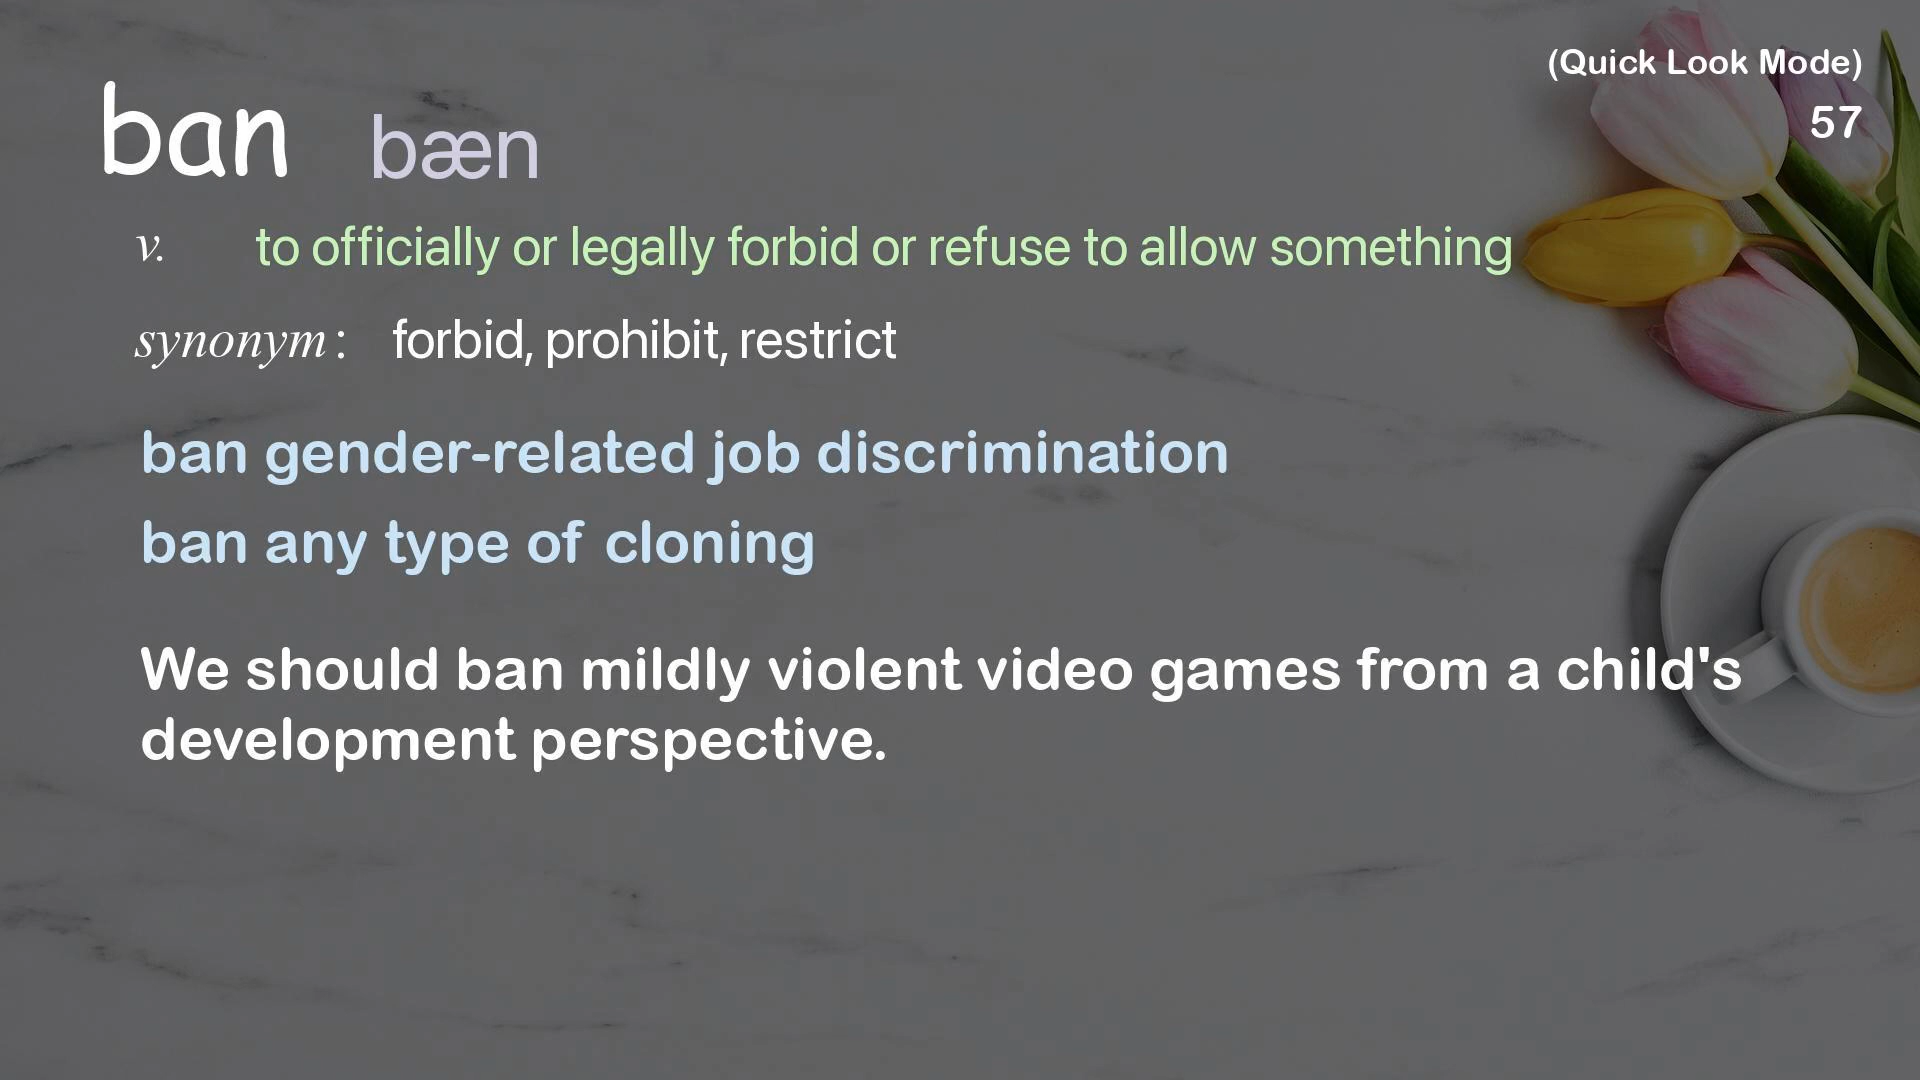 (Quick Look Mode)
57
ban bæn
v. to officially or legally forbid or refuse to allow something
synonym: forbid, prohibit, restrict
ban gender-related job discrimination
ban any type of cloning
We should ban mildly violent video games from a child's
development perspective.